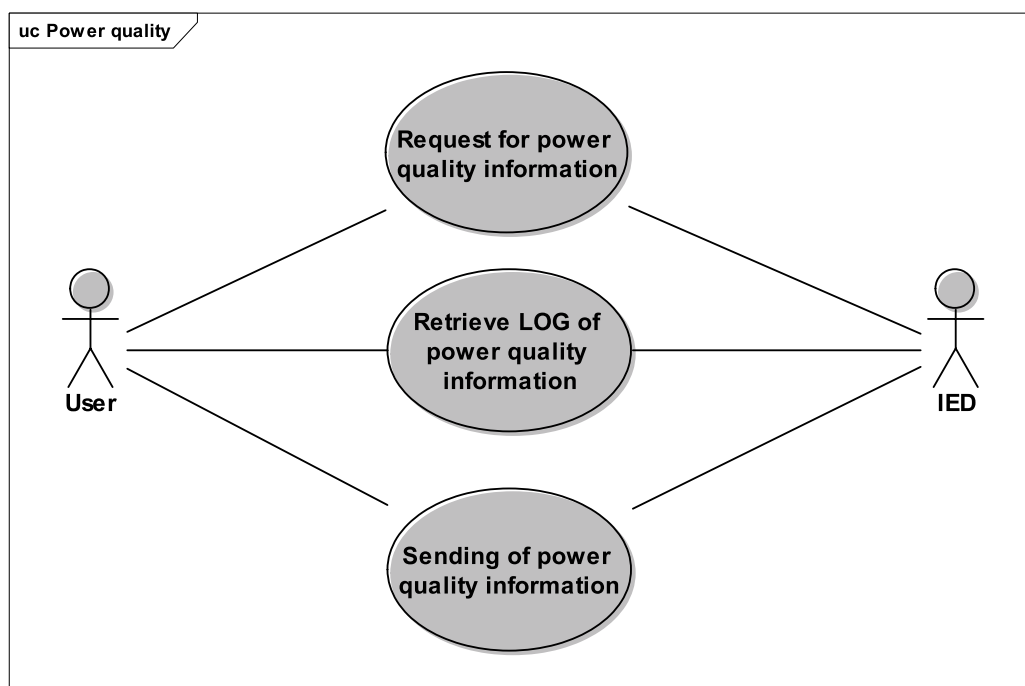 uc Power quality
Request for power
quality information
Retrieve LOG of
power quality
information
User
IED
Sending of power
quality information